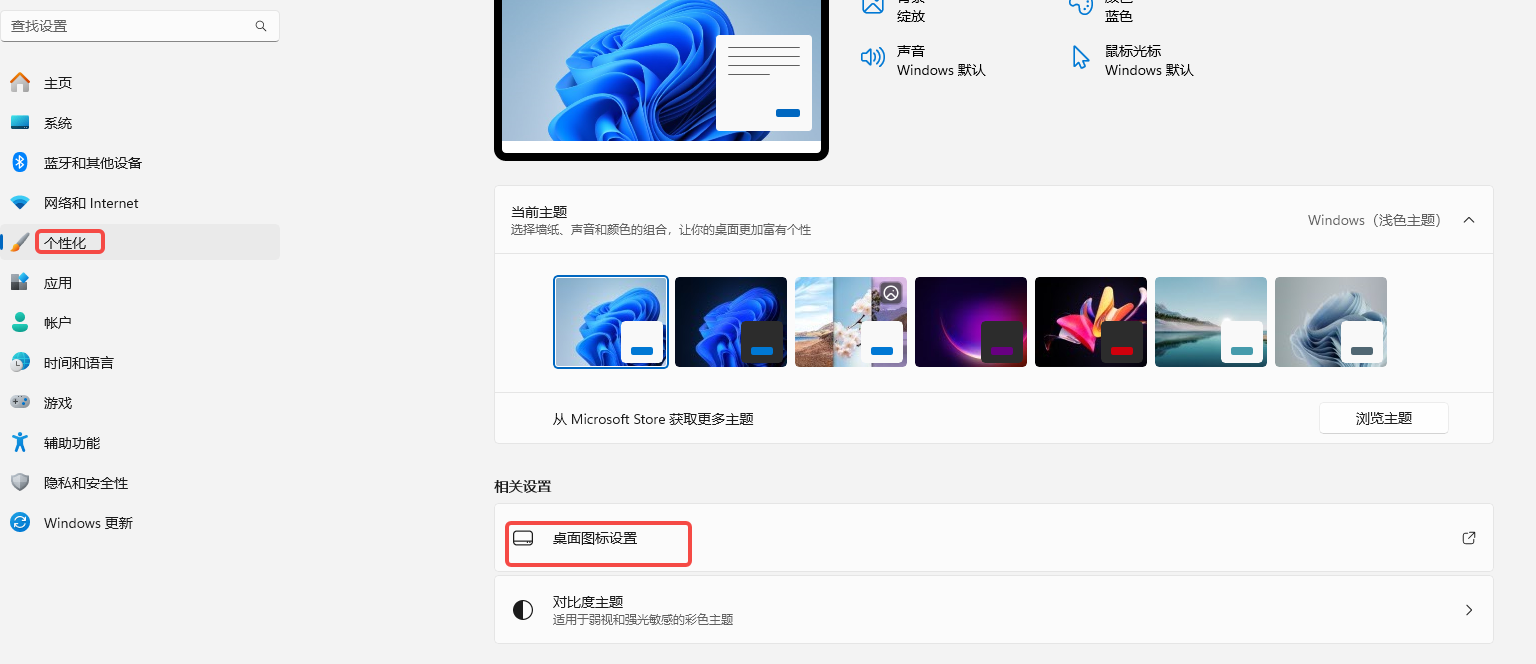 查找设置
主页
系统
蓝牙和其他设备
网络和 Internet
个性化
应用
帐户
时间和语言
游戏
辅助功能
隐私和安全性
Windows 更新
绽放
蓝色
声音
Windows 默认
鼠标光标
Windows 默认
当前主题
选择墙纸、声音和颜色的组合，让你的桌面更加富有个性
Windows（浅色主题）
从 Microsoft Store 获取更多主题
浏览主题
相关设置
桌面图标设置
对比度主题
适用于弱视和强光敏感的彩色主题